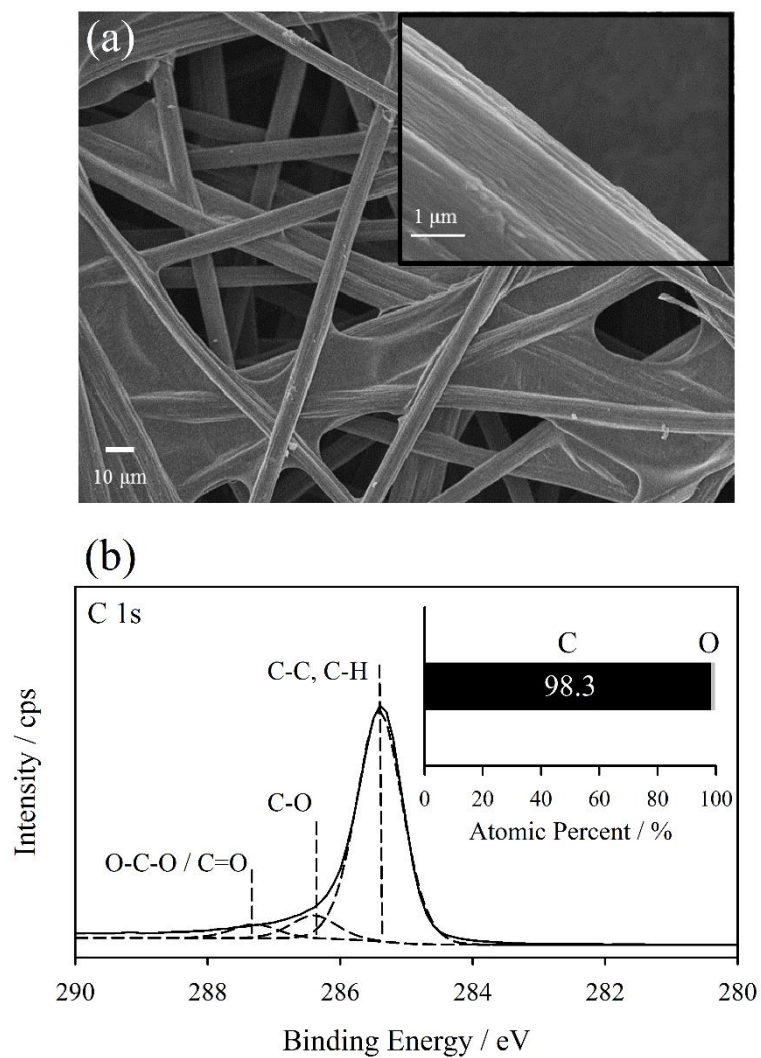 (a)
1 μm
10 μm
(b)
C 1s
C
O
C-C, C-H
98.3
C-O
0 20 40 60 80 100
Atomic Percent / %
O-C-O / C=O
Intensity / cps
290 288 286 284 282 280
Binding Energy / eV